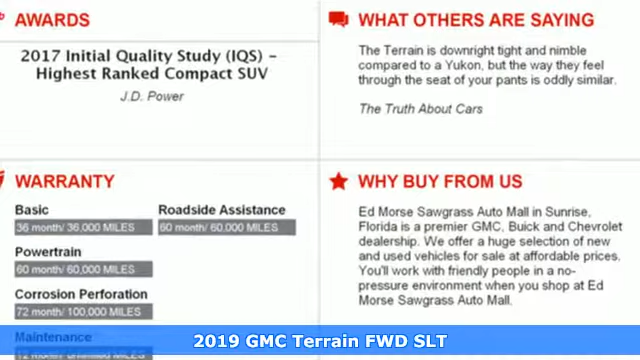 AWARDS
2017 Initial Quality Study (IQS) –
Highest Ranked Compact SUV
J.D. Power
WHAT OTHERS ARE SAYING
The Terrain is downright tight and nimble
compared to a Yukon, but the way they feel
through the seat of your pants is oddly similar.
The Truth About Cars
WARRANTY
Basic
36 month/ 36,000 MILES
Roadside Assistance
60 month/ 60,000 MILES
Powertrain
60 month/ 60,000 MILES
Corrosion Perforation
72 month/ 100,000 MILES
Maintenance
WHY BUY FROM US
Ed Morse Sawgrass Auto Mall in Sunrise,
Florida is a premier GMC, Buick and Chevrolet
dealership. We offer a huge selection of new
and used vehicles for sale at affordable prices.
You'll work with friendly people in a no-
pressure environment when you shop at Ed
Morse Sawgrass Auto Mall.
2019 GMC Terrain FWD SLT